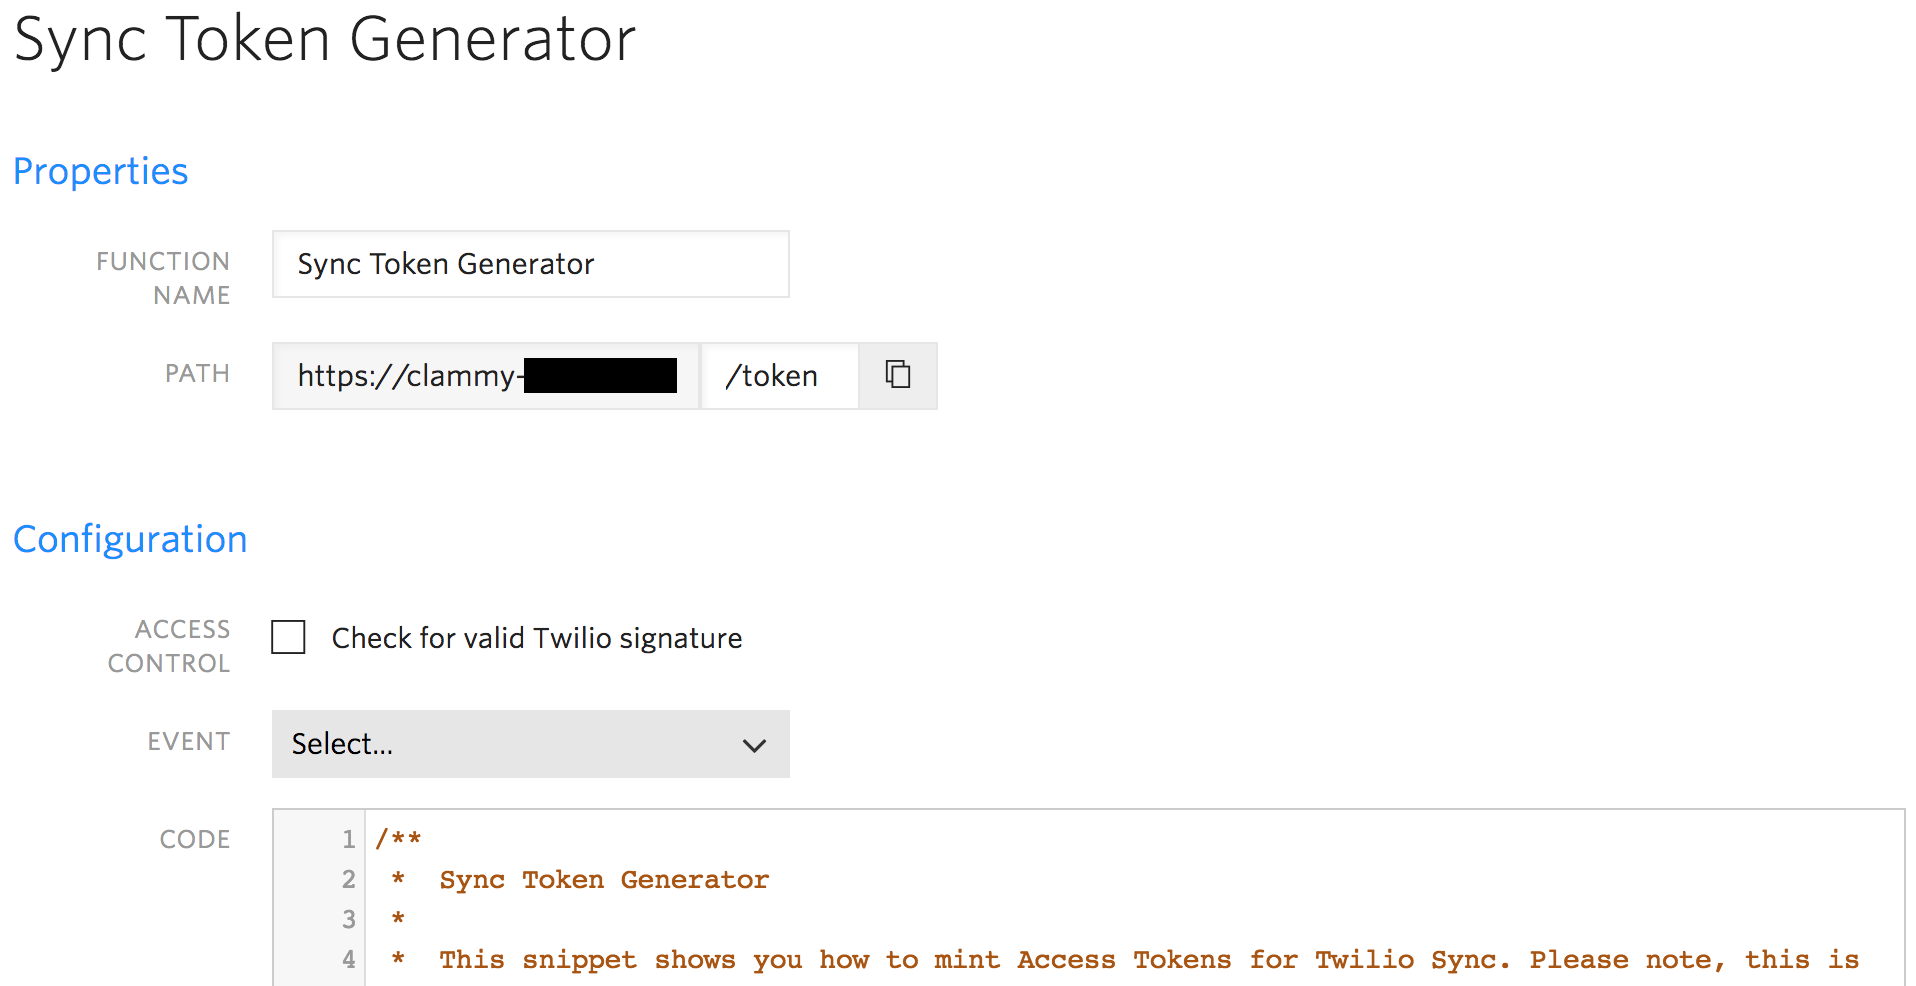 Sync Token Generator
Properties
FUNCTION
NAME
Sync Token Generator
PATH
https://clammy-
/token
Configuration
ACCESS
CONTROL
Check for valid Twilio signature
EVENT
Select...
CODE
1 /**
2 * Sync Token Generator
3 *
4 * This snippet shows you how to mint Access Tokens for Twilio Sync. Please note, this is